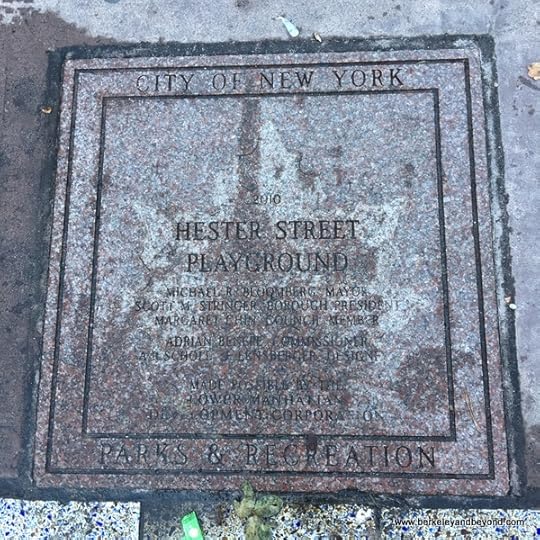 CITY OF NEW YORK
2010
HESTER STREET
PLAYGROUND
MICHAEL R. BLOOMBERG, MAYOR
SCOTT M. STRINGER, BOROUGH PRESIDENT
MARGARET CHIN, COUNCIL MEMBER
ADRIAN BENEPE, COMMISSIONER
MADE POSSIBLE BY THE
LOWER MANHATTAN
DEVELOPMENT CORPORATION
PARKS & RECREATION
www.berkeleyandbeyond.com